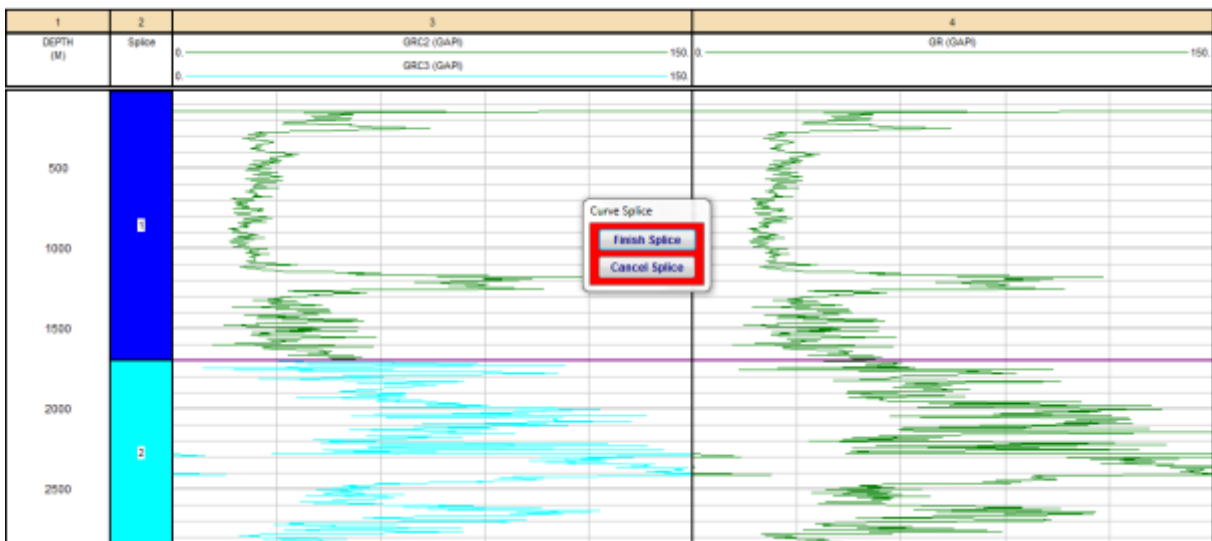 1 2 3 4
DEPTH (M) Splice GRC2 (GAPI) GR (GAPI)
0. 150. 0. 150.
GRC3 (GAPI)
0. 150.
500
1
Curve Splice
Finish Splice
1000
Cancel Splice
1500
2000
2
2500